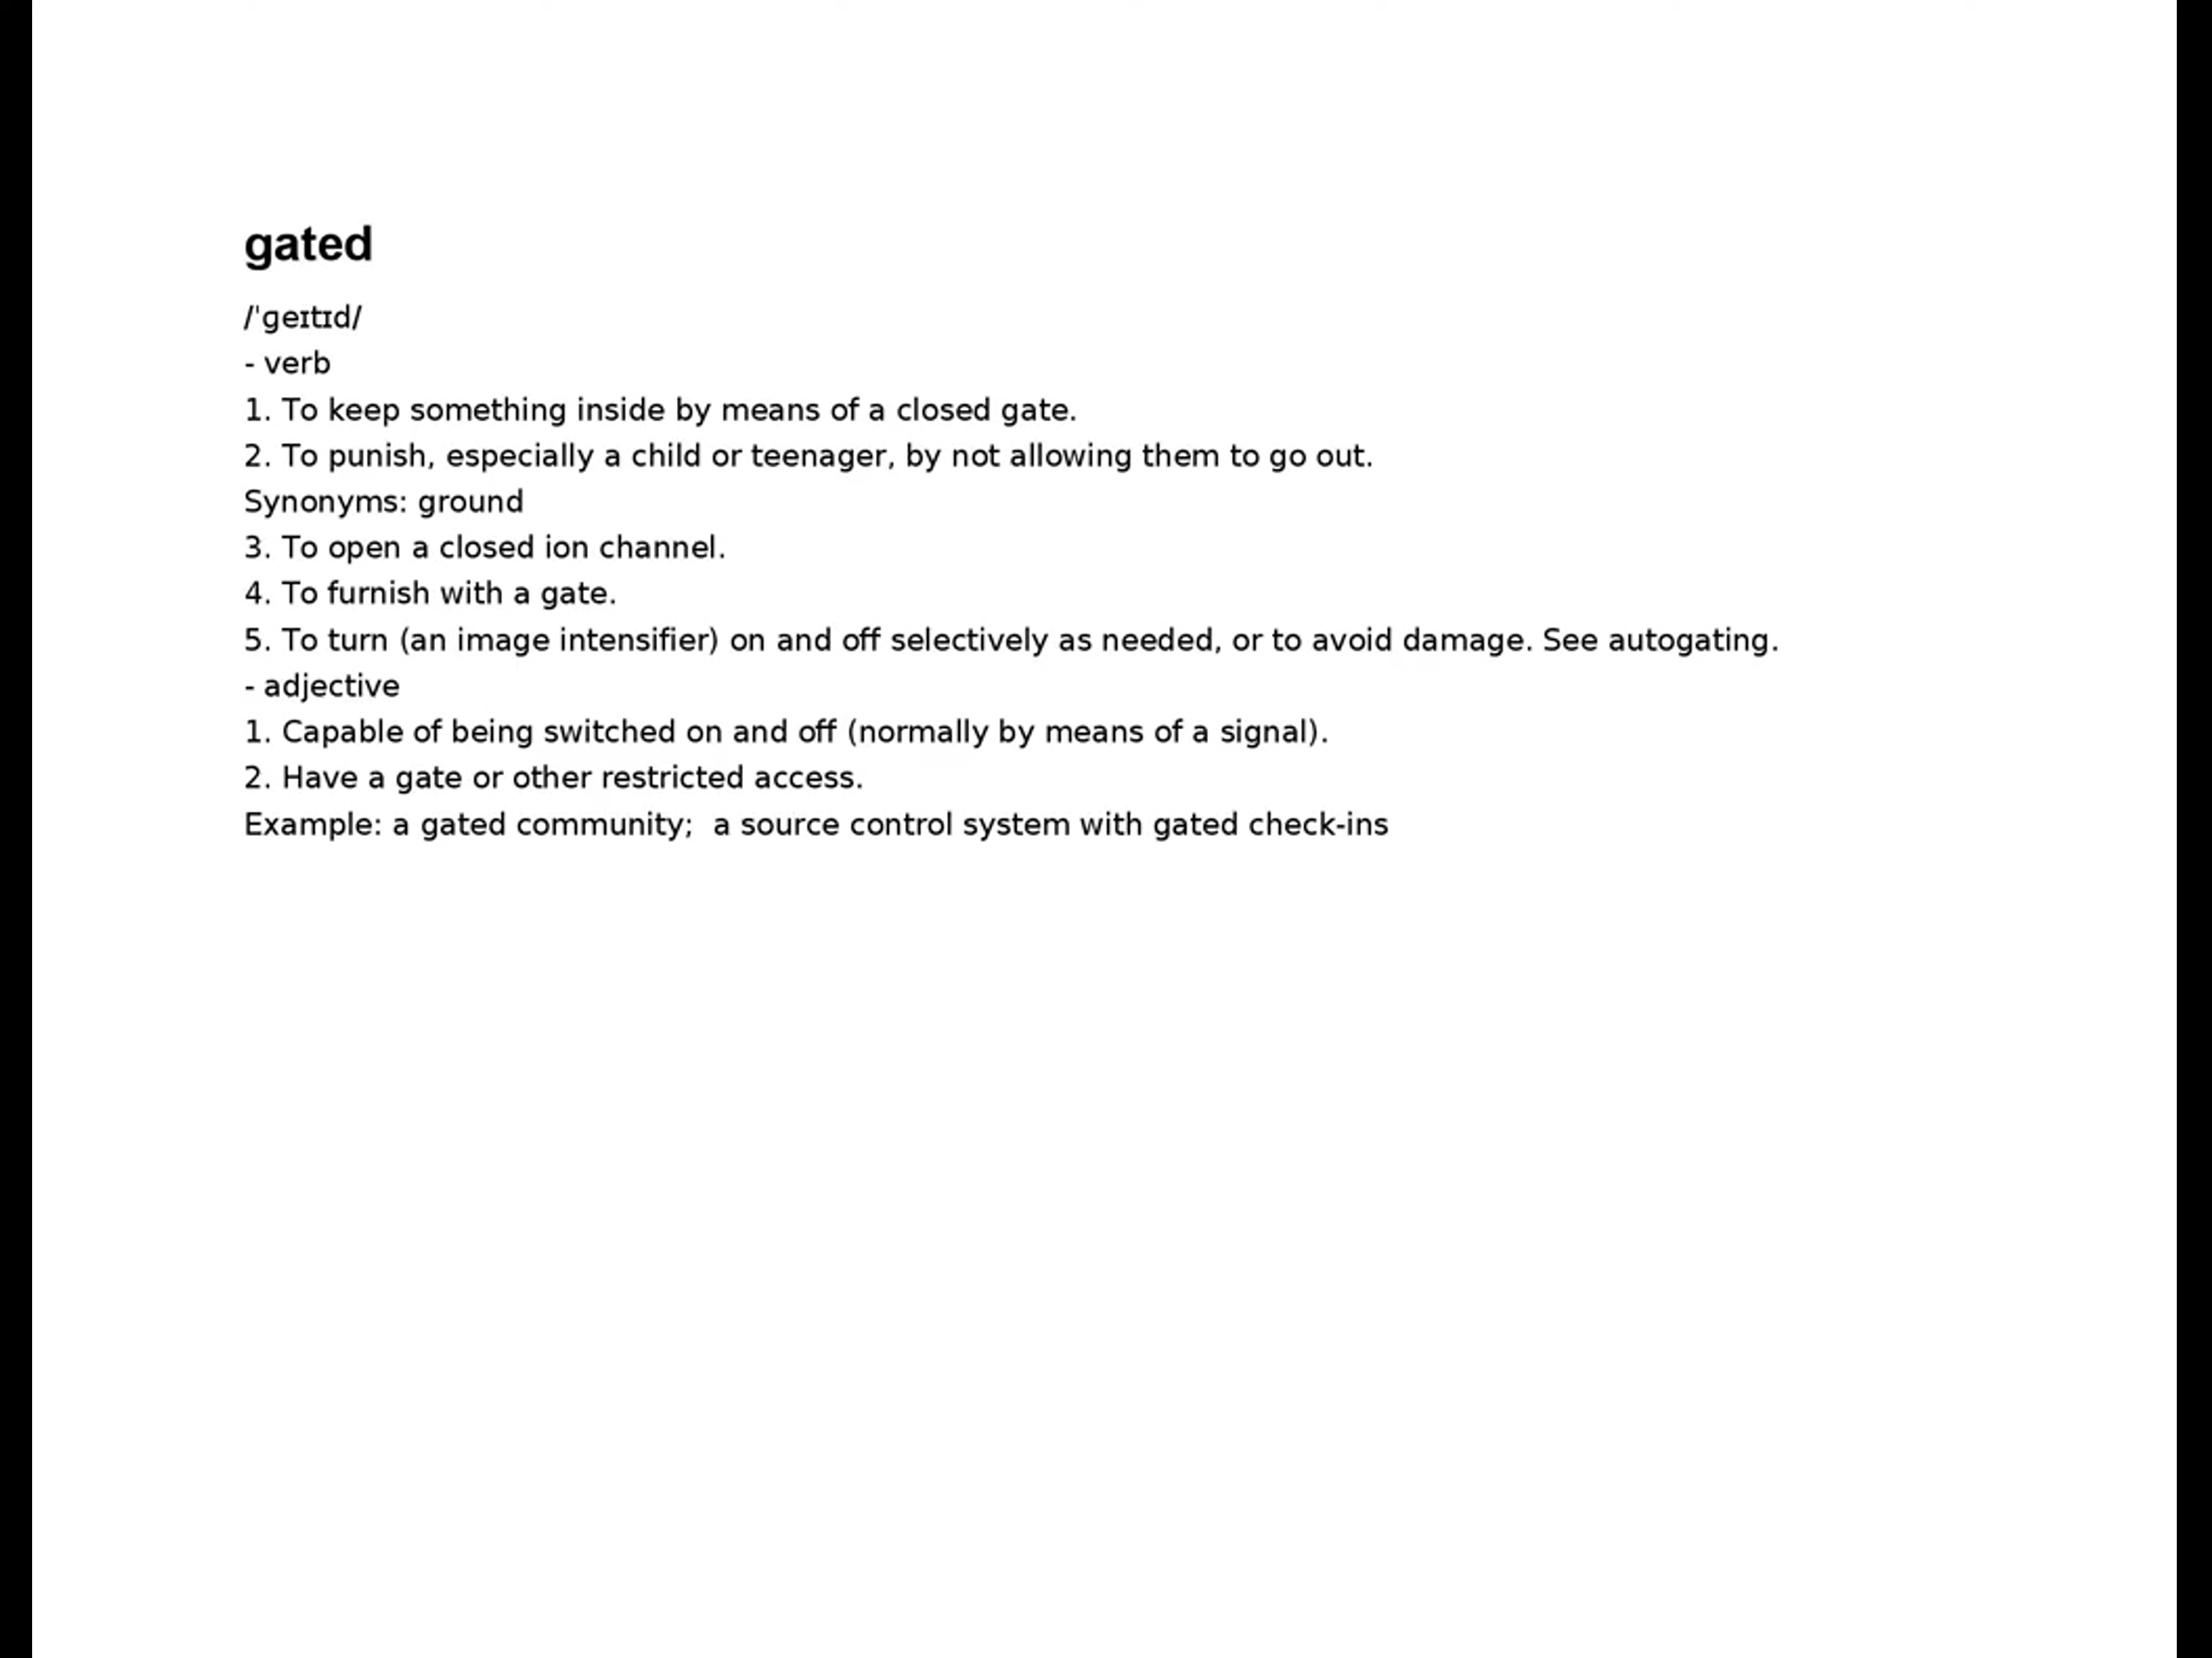 gated
/ˈgeɪtɪd/
- verb
1. To keep something inside by means of a closed gate.
2. To punish, especially a child or teenager, by not allowing them to go out.
Synonyms: ground
3. To open a closed ion channel.
4. To furnish with a gate.
5. To turn (an image intensifier) on and off selectively as needed, or to avoid damage. See autogating.
- adjective
1. Capable of being switched on and off (normally by means of a signal).
2. Have a gate or other restricted access.
Example: a gated community;  a source control system with gated check-ins